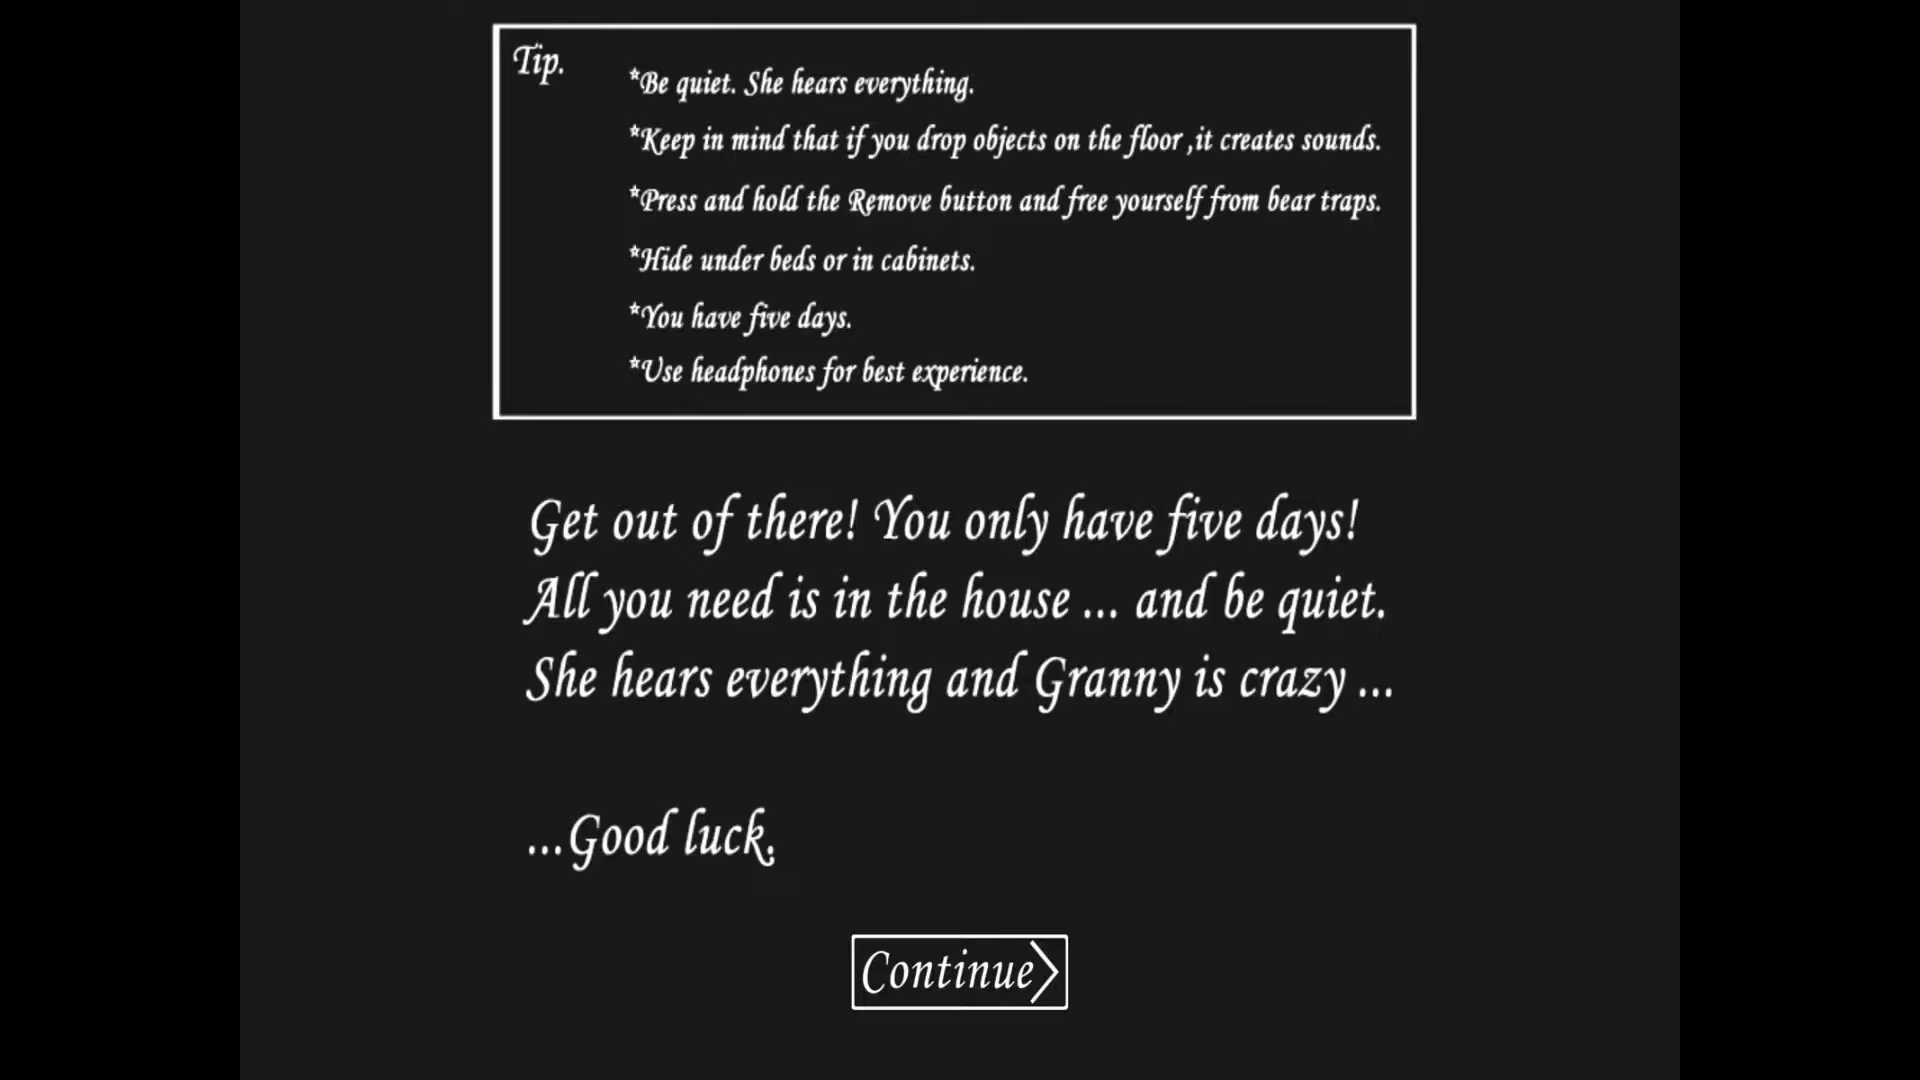 Tip.
*Be quiet. She hears everything.
*Keep in mind that if you drop objects on the floor ,it creates sounds.
*Press and hold the Remove button and free yourself from bear traps.
*Hide under beds or in cabinets.
*You have five days.
*Use headphones for best experience.
Get out of there! You only have five days!
All you need is in the house ... and be quiet.
She hears everything and Granny is crazy ...
...Good luck.
Continue